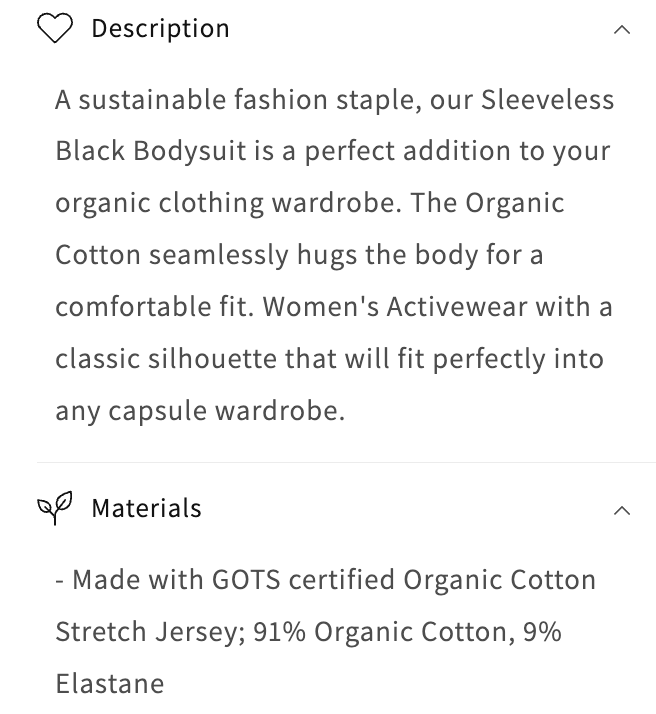 Description
A sustainable fashion staple, our Sleeveless
Black Bodysuit is a perfect addition to your
organic clothing wardrobe. The Organic
Cotton seamlessly hugs the body for a
comfortable fit. Women's Activewear with a
classic silhouette that will fit perfectly into
any capsule wardrobe.
Materials
- Made with GOTS certified Organic Cotton
Stretch Jersey; 91% Organic Cotton, 9%
Elastane